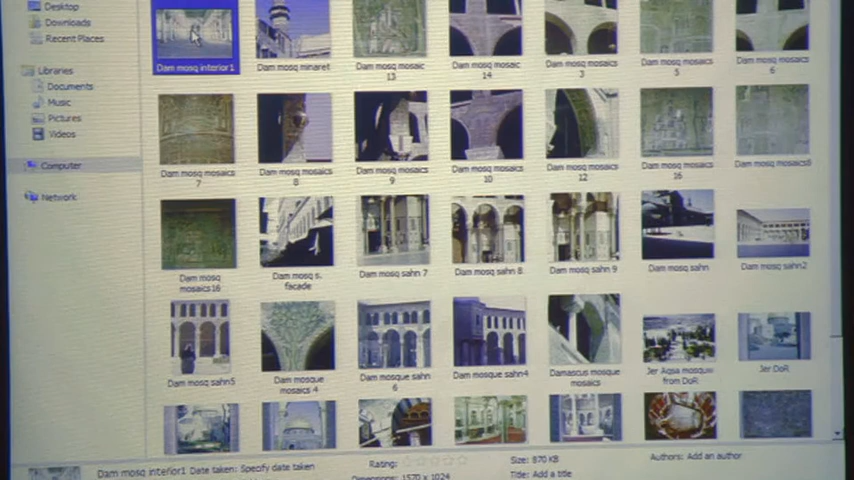 Desktop
Downloads
Recent Places
Libraries
Documents
Music
Pictures
Videos
Computer
Network
Dam mosq interior1
Dam mosq minaret
Dam mosq mosaic
13
Dam mosq mosaic
14
Dam mosq mosaics
3
Dam mosq mosaics
5
Dam mosq mosaics
6
Dam mosq mosaics
7
Dam mosq mosaics
8
Dam mosq mosaics
9
Dam mosq mosaics
10
Dam mosq mosaics
12
Dam mosq mosaics
16
Dam mosq mosaics8
Dam mosq
mosaics16
Dam mosq s.
facade
Dam mosq sahn 7
Dam mosq sahn 8
Dam mosq sahn 9
Dam mosq sahn
Dam mosq sahn2
Dam mosq sahn5
Dam mosque
mosaics 4
Dam mosque sahn
6
Dam mosque sahn4
Damascus mosque
mosaics
Jer Aqsa mosque
from DoR
Jer DoR
Dam mosq interior1 Date taken: Specify date taken
Rating:
Dimensions: 1570 x 1024
Size: 870 KB
Title: Add a title
Authors: Add an author